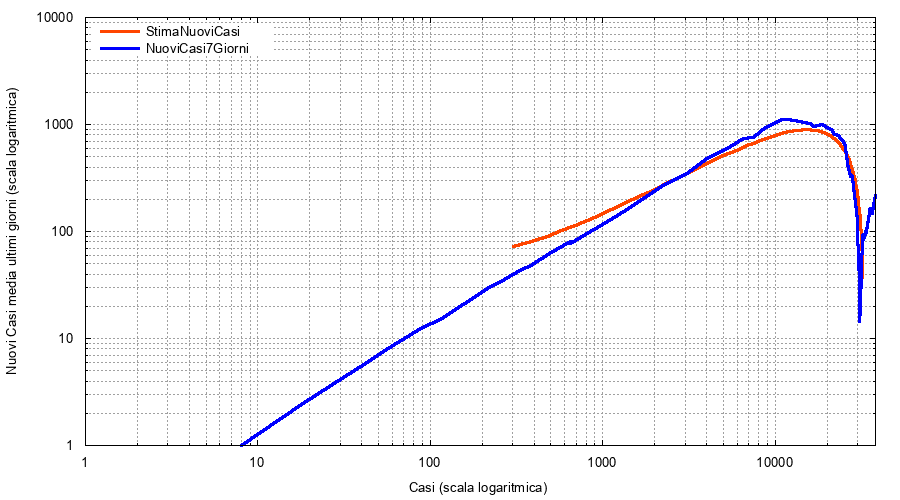 10000
1000
100
10
1
StimaNuoviCasi
NuoviCasi7Giorni
Nuovi Casi media ultimi giorni (scala logaritmica)
1 10 100 1000 10000
Casi (scala logaritmica)